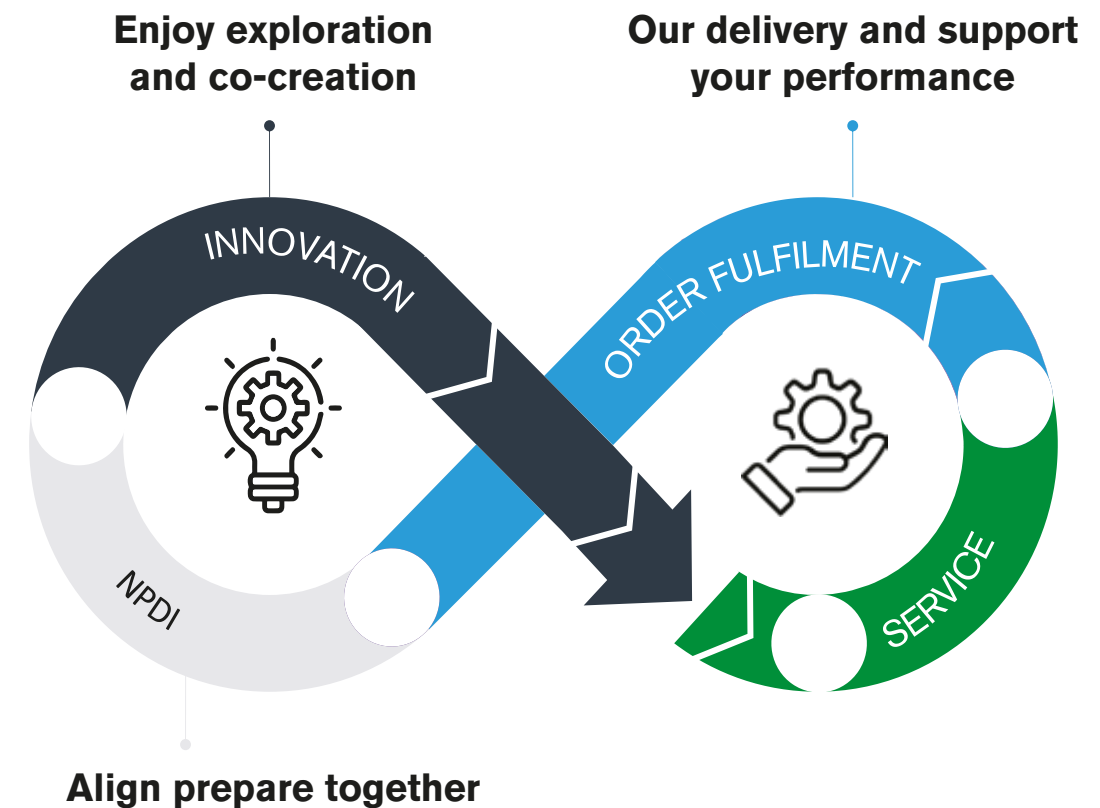 Enjoy exploration
and co-creation
Our delivery and support
your performance
INNOVATION
ORDER FULFILMENT
NPDI
SERVICE
Align prepare together